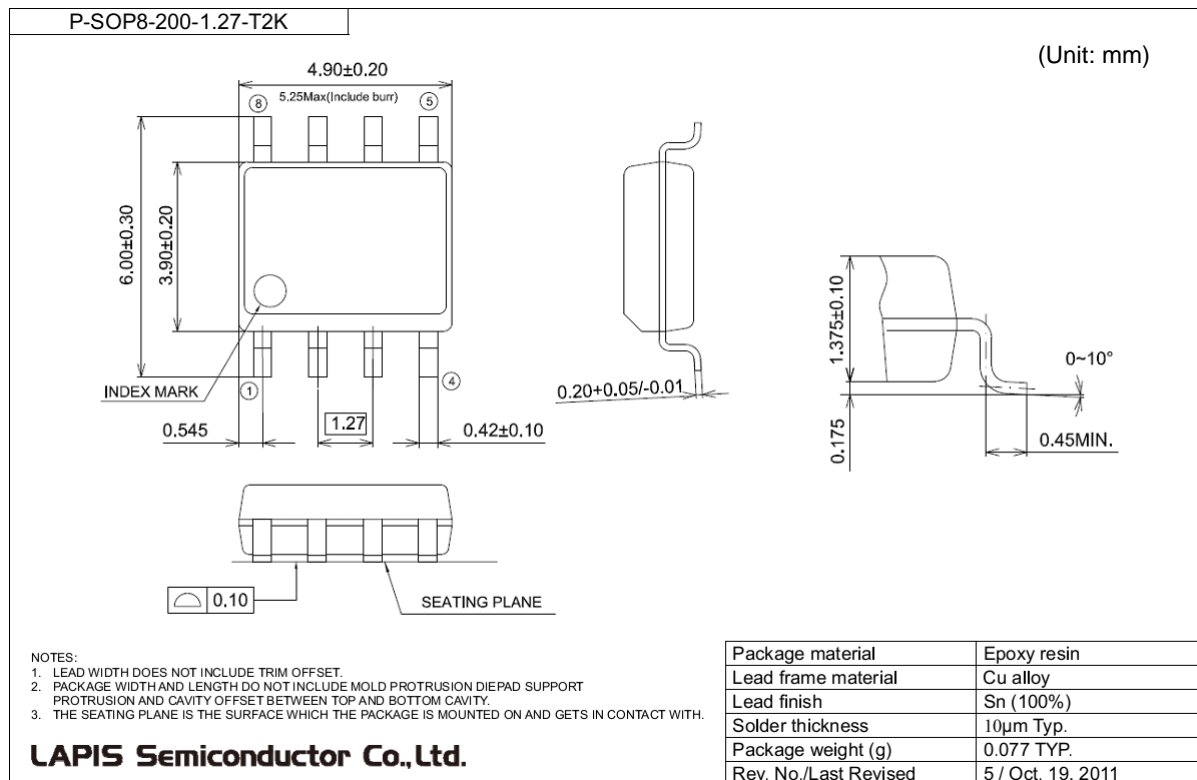 P-SOP8-200-1.27-T2K
(Unit: mm)
4.90±0.20
5.25Max(Include burr)
8
5
6.00±0.30
3.90±0.20
INDEX MARK
1
4
0.545
1.27
0.42±0.10
0.20+0.05/-0.01
1.375±0.10
0.175
0~10°
0.45MIN.
0.10
SEATING PLANE
NOTES:
1. LEAD WIDTH DOES NOT INCLUDE TRIM OFFSET.
2. PACKAGE WIDTH AND LENGTH DO NOT INCLUDE MOLD PROTRUSION DIEPAD SUPPORT
PROTRUSION AND CAVITY OFFSET BETWEEN TOP AND BOTTOM CAVITY.
3. THE SEATING PLANE IS THE SURFACE WHICH THE PACKAGE IS MOUNTED ON AND GETS IN CONTACT WITH.
LAPIS Semiconductor Co.,Ltd.
Package material Epoxy resin
Lead frame material Cu alloy
Lead finish Sn (100%)
Solder thickness 10μm Typ.
Package weight (g) 0.077 TYP.
Rev. No./Last Revised 5 / Oct. 19, 2011